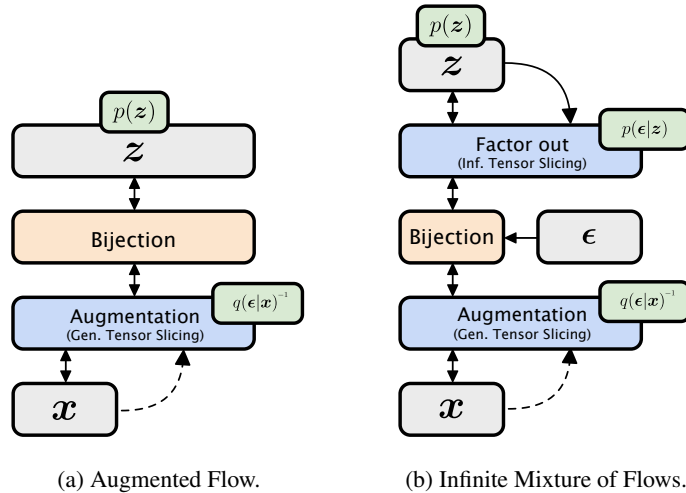 p(z)
z
Bijection
Augmentation
(Gen. Tensor Slicing)
q(ϵ|x)⁻¹
x
(a) Augmented Flow.
p(z)
z
Factor out
(Inf. Tensor Slicing)
p(ϵ|z)
Bijection
ϵ
Augmentation
(Gen. Tensor Slicing)
q(ϵ|x)⁻¹
x
(b) Infinite Mixture of Flows.